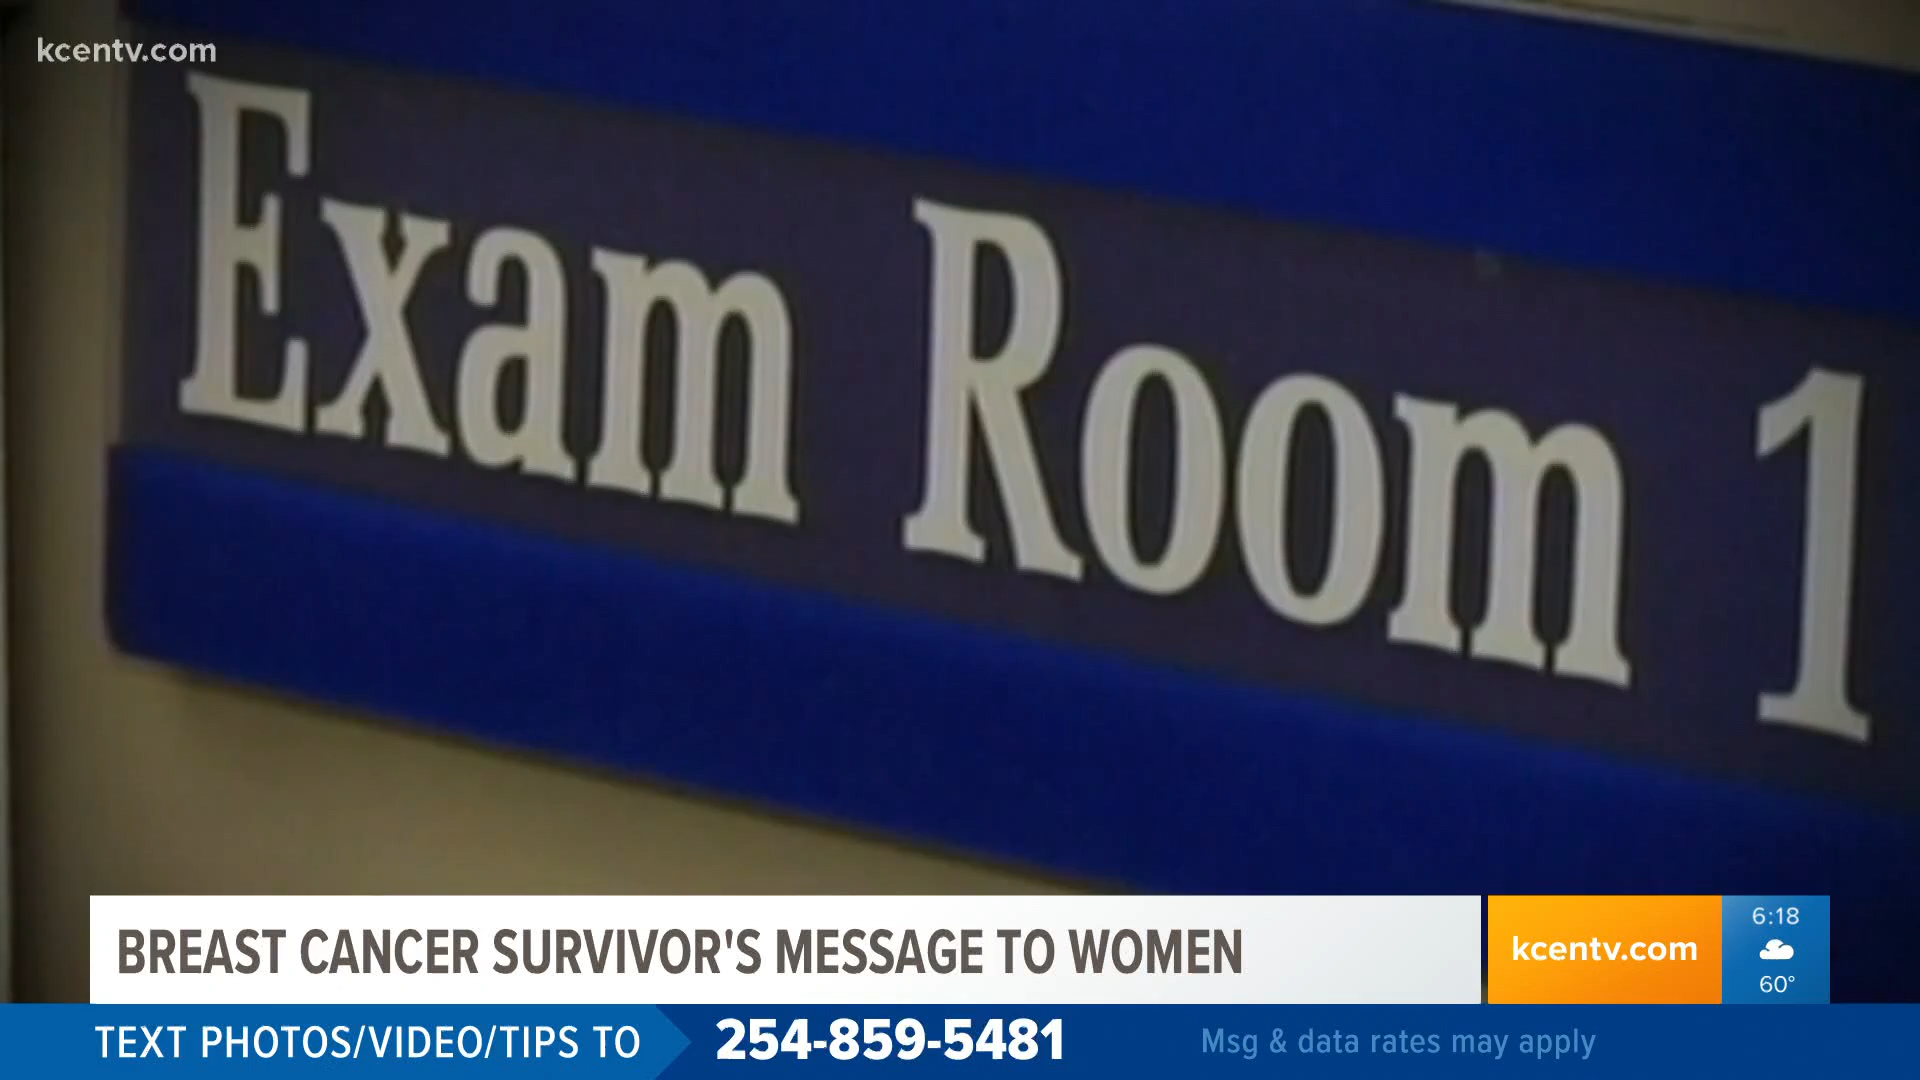 kcentv.com
Exam Room 1
BREAST CANCER SURVIVOR'S MESSAGE TO WOMEN
kcentv.com
6:18
60°
TEXT PHOTOS/VIDEO/TIPS TO 254-859-5481 Msg & data rates may apply